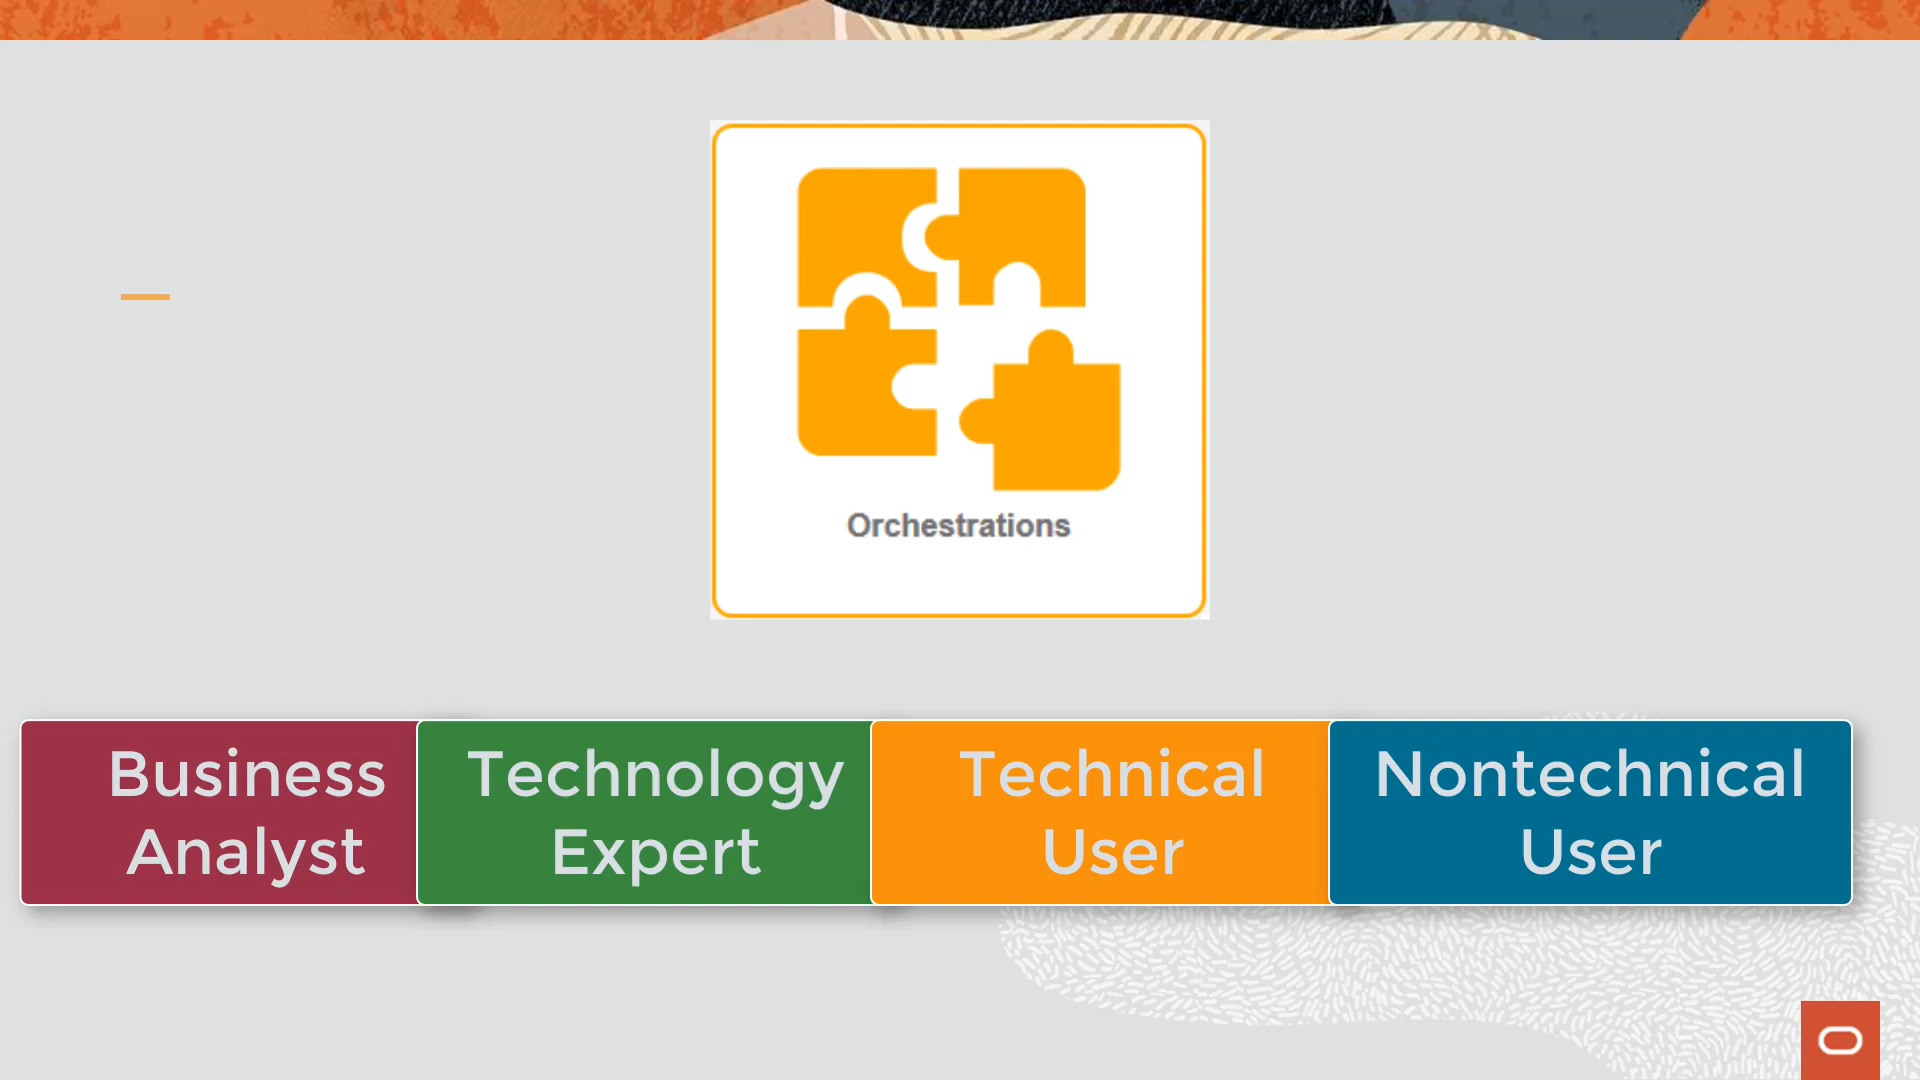 Orchestrations
Business
Analyst
Technology
Expert
Technical
User
Nontechnical
User